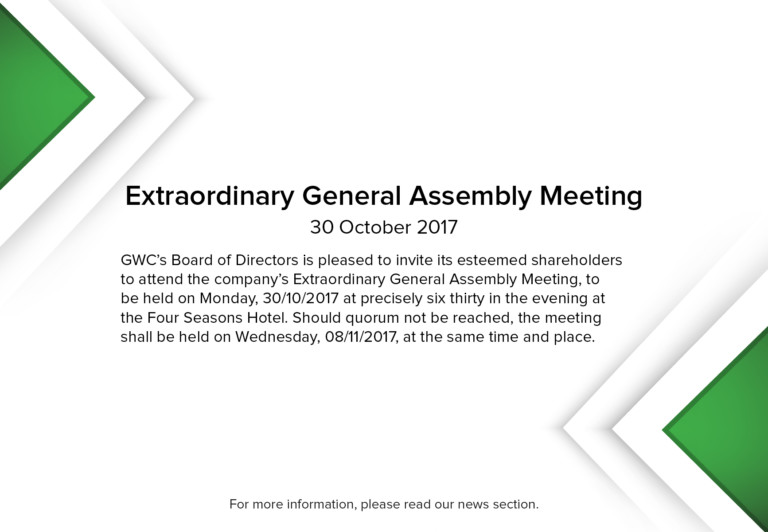 Extraordinary General Assembly Meeting
30 October 2017
GWC’s Board of Directors is pleased to invite its esteemed shareholders
to attend the company’s Extraordinary General Assembly Meeting, to
be held on Monday, 30/10/2017 at precisely six thirty in the evening at
the Four Seasons Hotel. Should quorum not be reached, the meeting
shall be held on Wednesday, 08/11/2017, at the same time and place.
For more information, please read our news section.